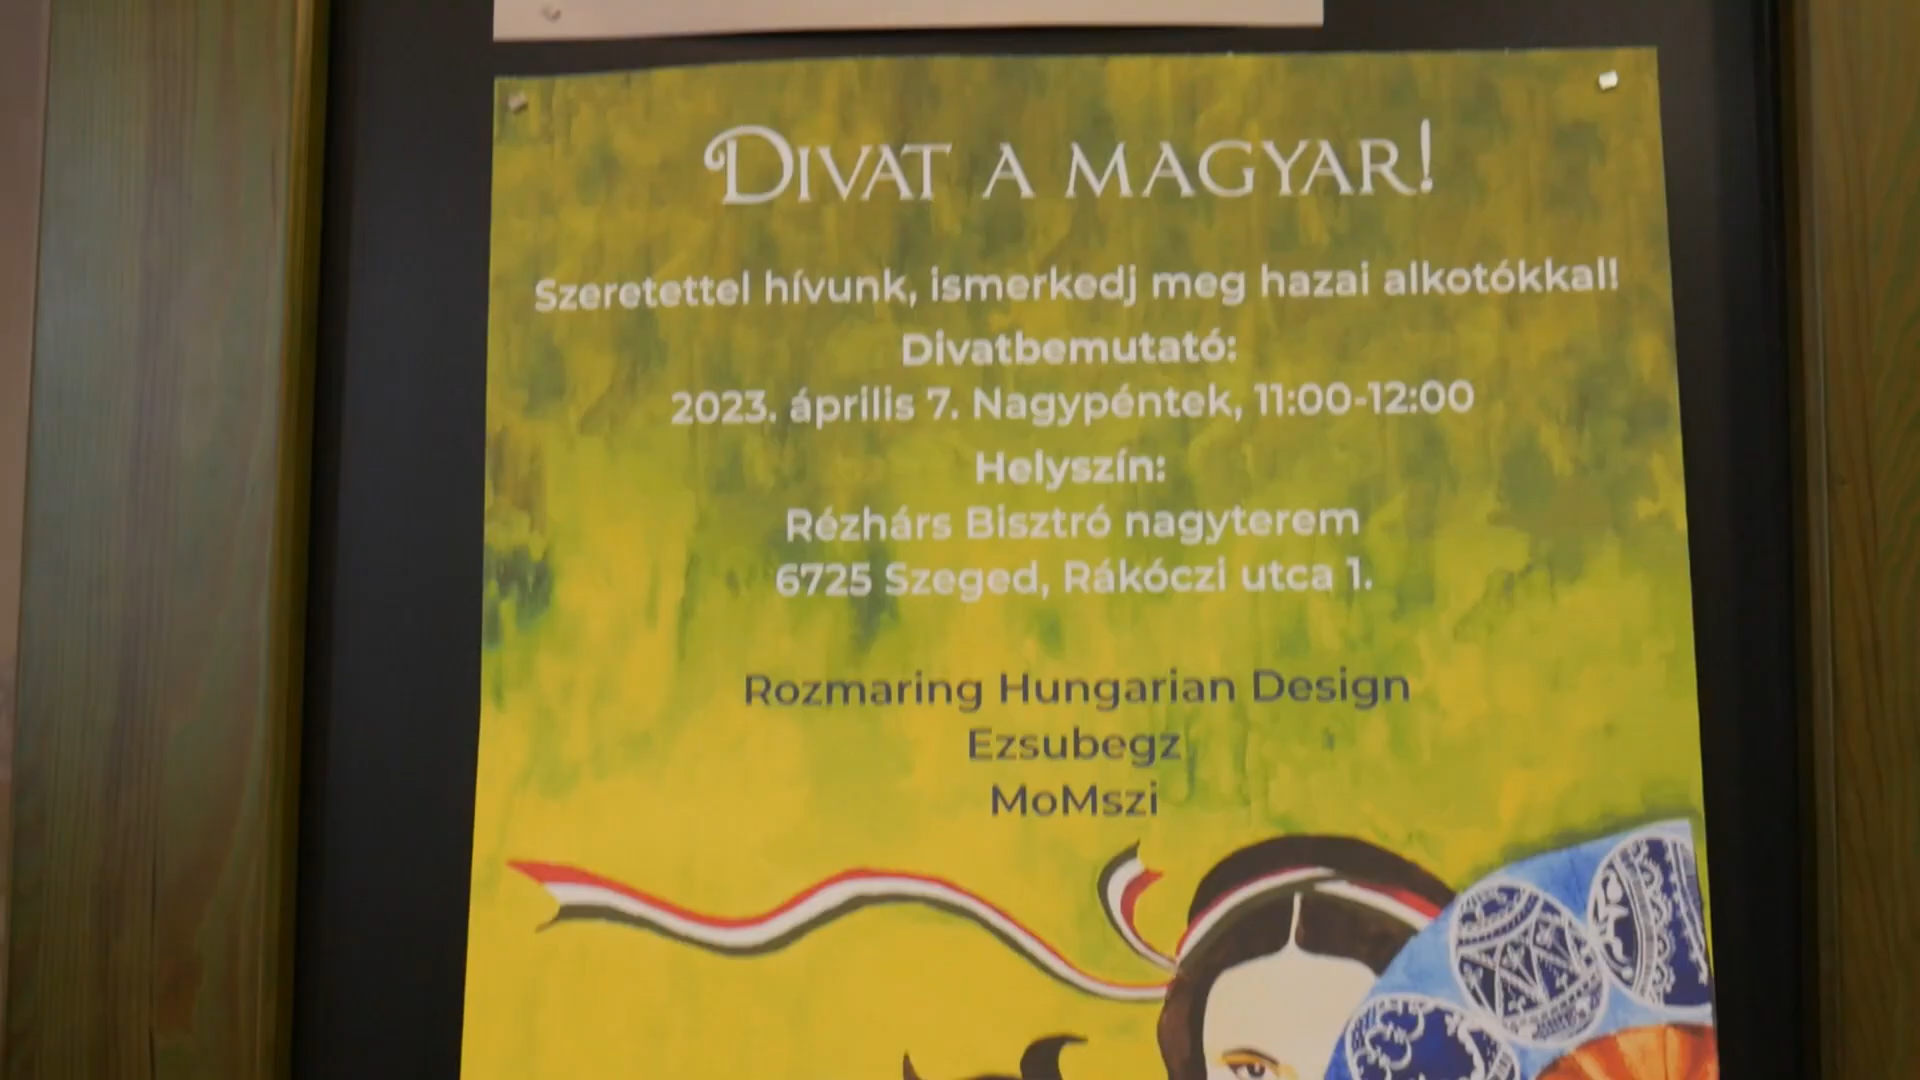 DIVAT A MAGYAR!
Szeretettel hívunk, ismerkedj meg hazai alkotókkal!
Divatbemutató:
2023. április 7. Nagypéntek, 11:00-12:00
Helyszín:
Rézhárs Bisztró nagyterem
6725 Szeged, Rákóczi utca 1.
Rozmaring Hungarian Design
Ezsubegz
MoMszi